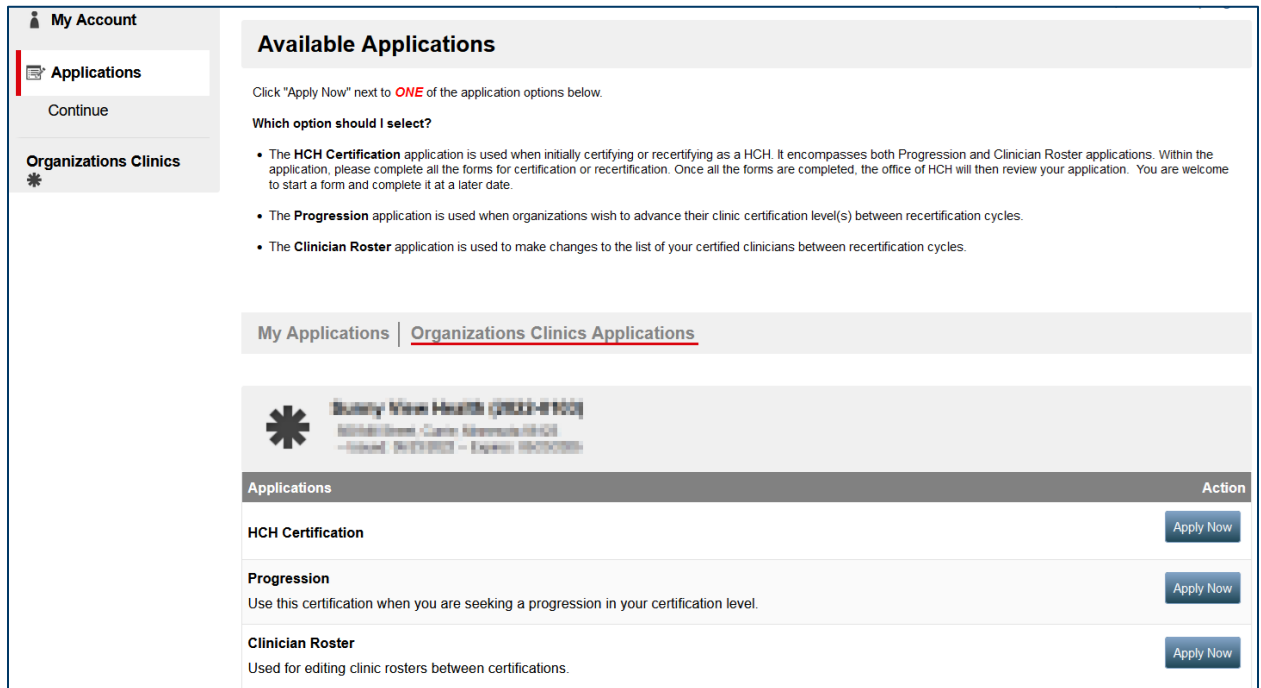 My Account
Applications
Continue
Organizations Clinics
Available Applications
Click "Apply Now" next to ONE of the application options below.
Which option should I select?
• The HCH Certification application is used when initially certifying or recertifying as a HCH. It encompasses both Progression and Clinician Roster applications. Within the
application, please complete all the forms for certification or recertification. Once all the forms are completed, the office of HCH will then review your application. You are welcome
to start a form and complete it at a later date.
• The Progression application is used when organizations wish to advance their clinic certification level(s) between recertification cycles.
• The Clinician Roster application is used to make changes to the list of your certified clinicians between recertification cycles.
My Applications | Organizations Clinics Applications
Applications Action
HCH Certification Apply Now
Progression
Use this certification when you are seeking a progression in your certification level.
Apply Now
Clinician Roster
Used for editing clinic rosters between certifications.
Apply Now